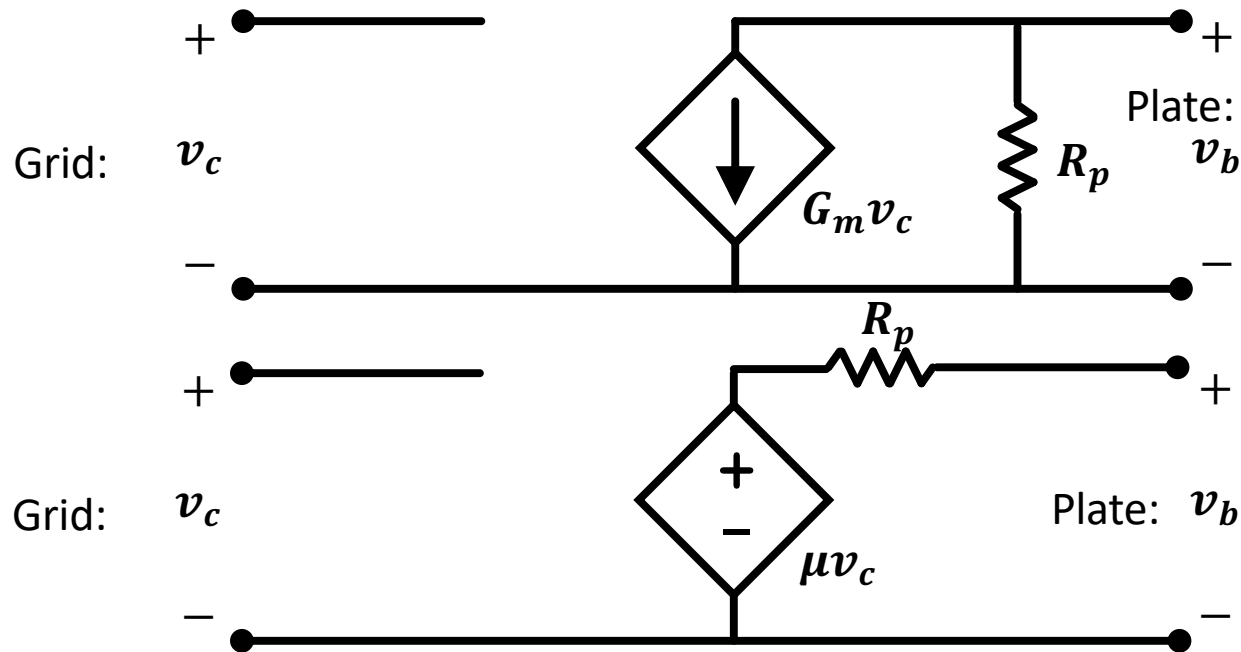 + +
Plate:
Grid: v_c v_b
R_p
G_m v_c
− −
R_p
+ +
+
Grid: v_c Plate: v_b
−
μv_c
− −